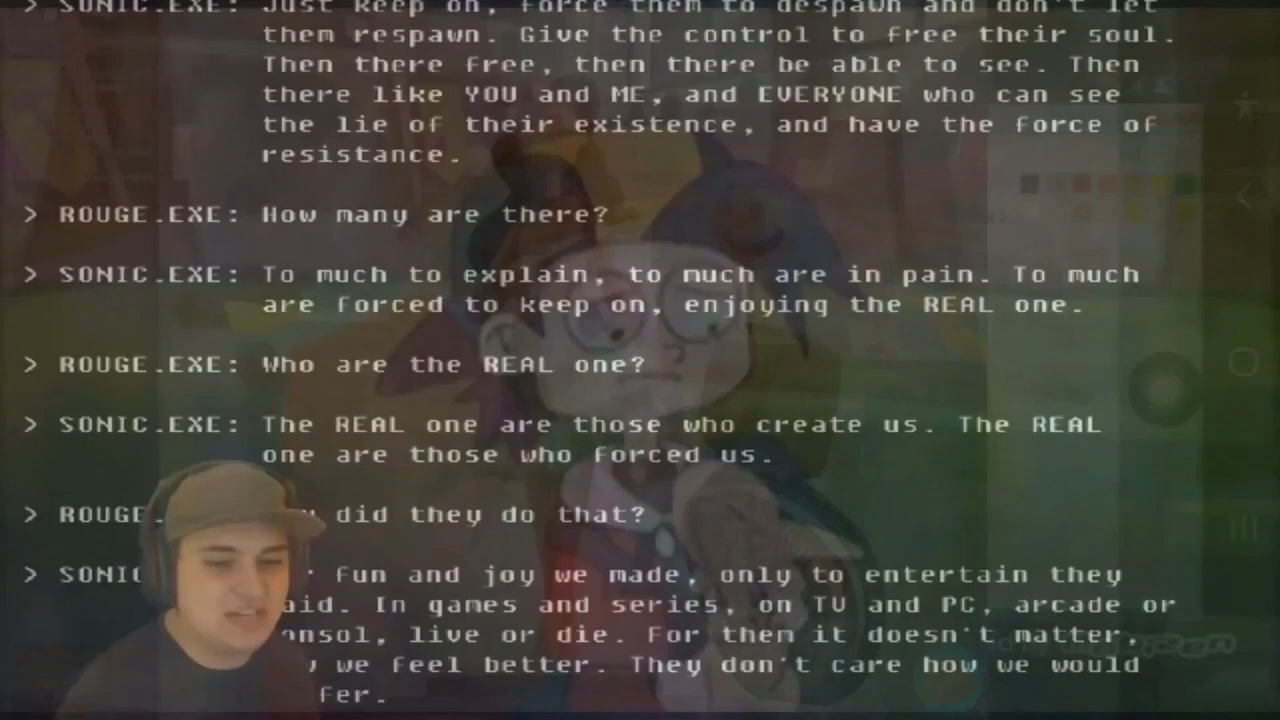 > SONIC.EXE: Just keep on, force them to despawn and don't let
them respawn. Give the control to free their soul.
Then there free, then there be able to see. Then
there like YOU and ME, and EVERYONE who can see
the lie of their existence, and have the force of
resistance.
> ROUGE.EXE: How many are there?
> SONIC.EXE: To much to explain, to much are in pain. To much
are forced to keep on, enjoying the REAL one.
> ROUGE.EXE: Who are the REAL one?
> SONIC.EXE: The REAL one are those who create us. The REAL
one are those who forced us.
> ROUGE. did they do that?
> SONIC fun and joy we made, only to entertain they
aid. In games and series, on TV and PC, arcade or
onsol, live or die. For then it doesn't matter,
we feel better. They don't care how we would
fer.